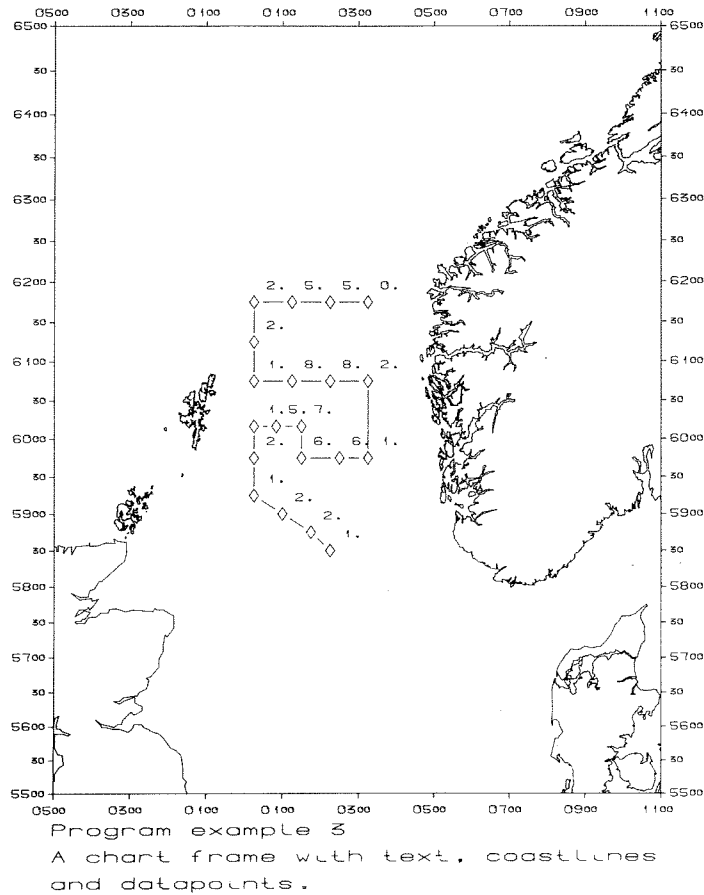 0500 0300 0100 0100 0300 0500 0700 0900 1100
6500 6500
30 30
6400 6400
30 30
6300 6300
30 30
2. 5. 5. 0.
6200 6200
30 2. 30
1. 8. 8. 2.
6100 6100
30 1. 5. 7. 30
6000 2. 6. 6. 1. 6000
30 1. 30
2.
5900 2. 5900
30 1. 30
5800 5800
30 30
5700 5700
30 30
5600 5600
30 30
5500 5500
0500 0300 0100 0100 0300 0500 0700 0900 1100
Program example 3
A chart frame with text, coastlines
and datapoints.